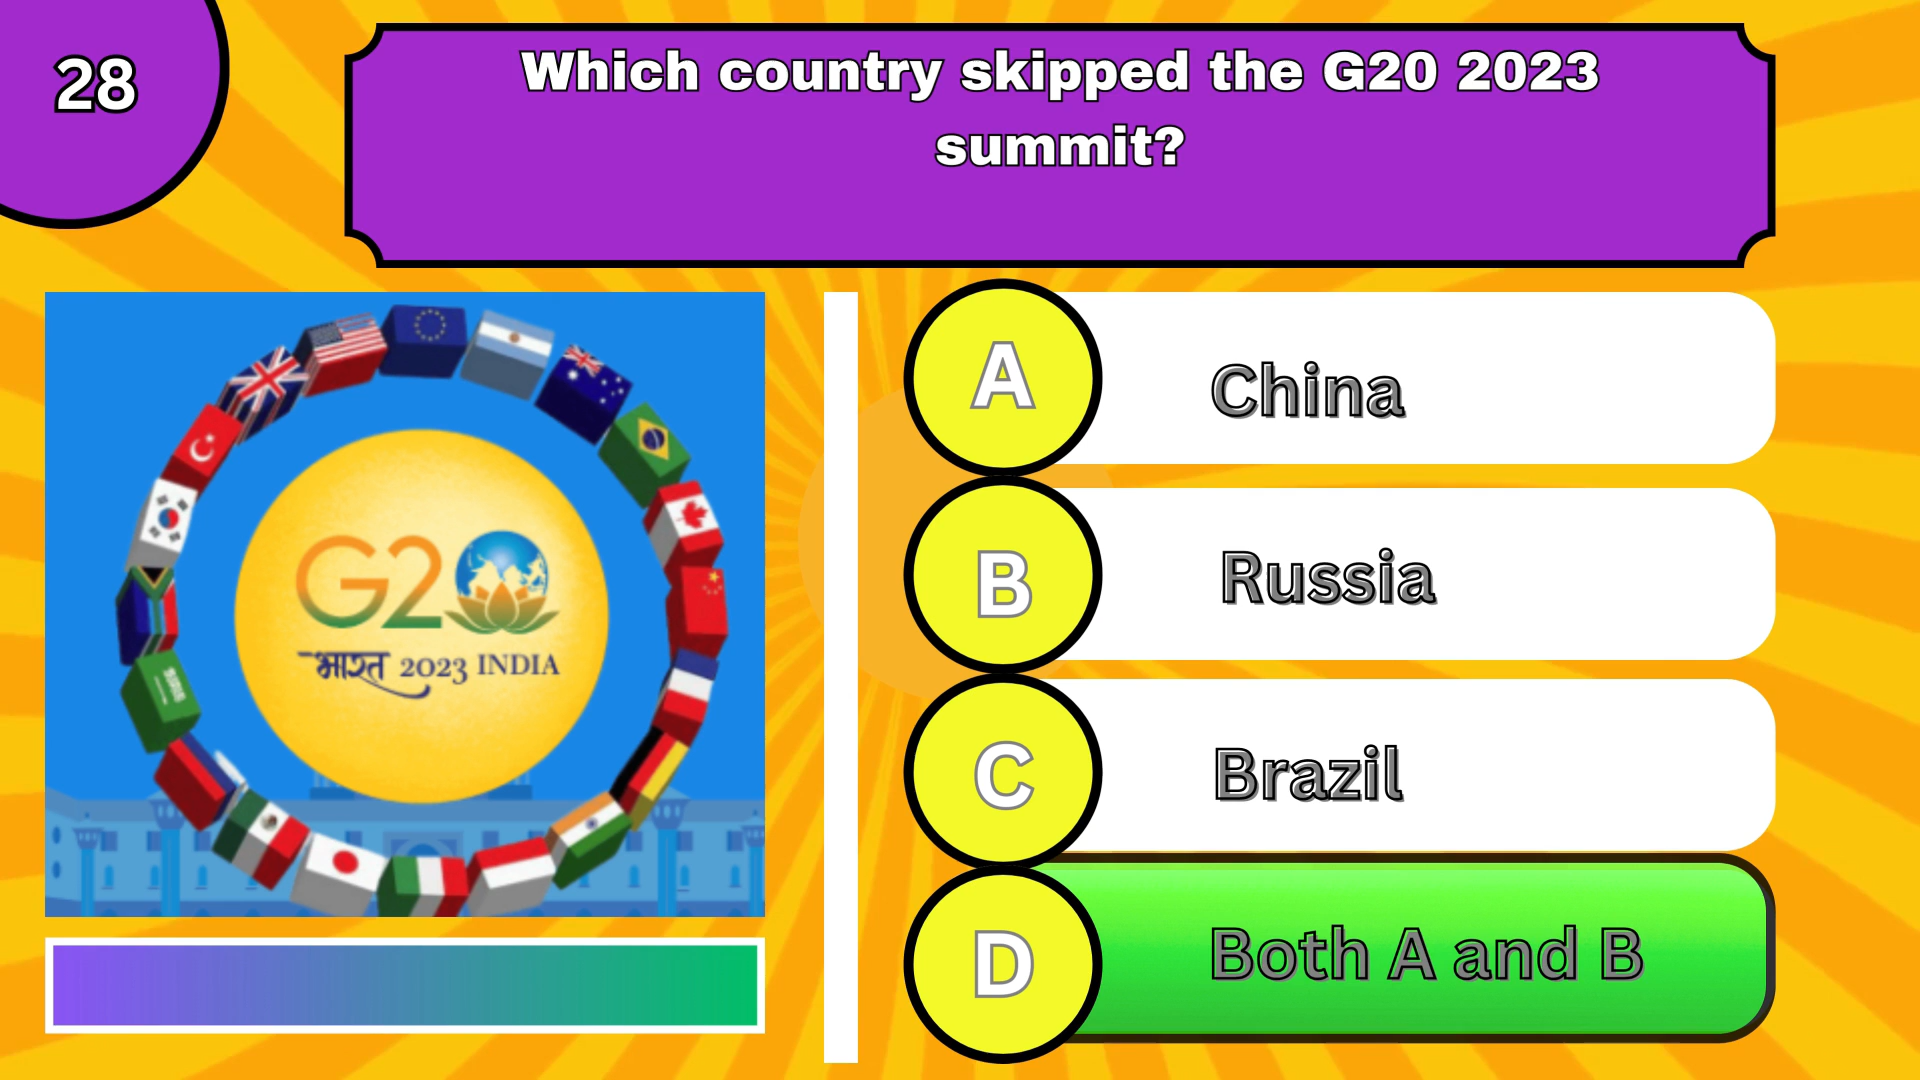 28
Which country skipped the G20 2023
summit?
G20
भारत 2023 INDIA
A
China
B
Russia
C
Brazil
D
Both A and B